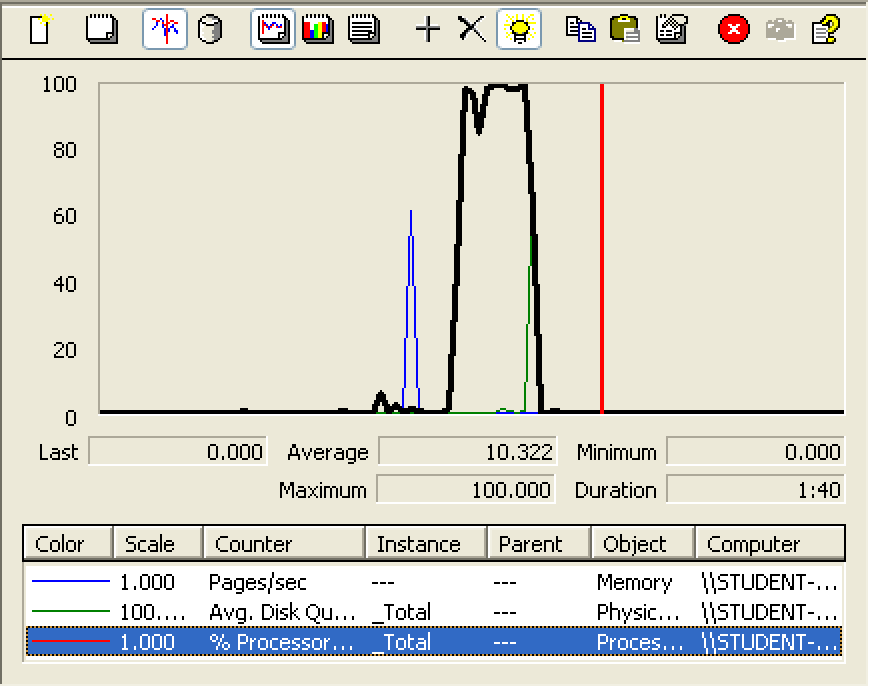 100
80
60
40
20
0
Last 0.000 Average 10.322 Minimum 0.000
Maximum 100.000 Duration 1:40
Color Scale Counter Instance Parent Object Computer
1.000 Pages/sec --- --- Memory \\STUDENT-...
100.... Avg. Disk Qu... _Total --- Physic... \\STUDENT-...
1.000 % Processor... _Total --- Proces... \\STUDENT-...